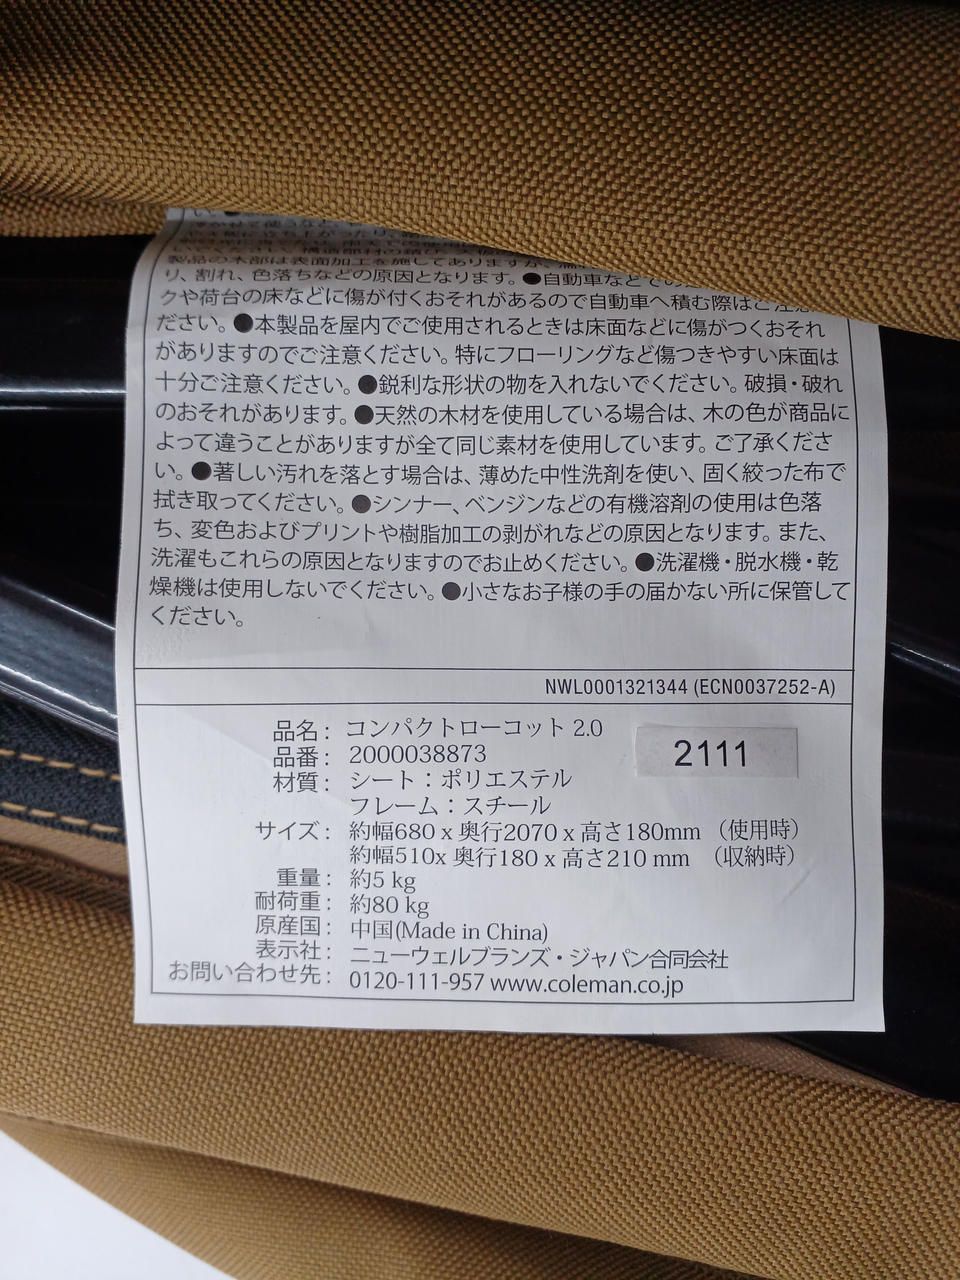 製品の木部は表面加工を施してありますが、
り、割れ、色落ちなどの原因となります。●自動車などでの
クや荷台の床などに傷が付くおそれがあるので自動車へ積む際はご注意
ださい。●本製品を屋内でご使用されるときは床面などに傷がつくおそれ
がありますのでご注意ください。特にフローリングなど傷つきやすい床面は
十分ご注意ください。●鋭利な形状の物を入れないでください。破損・破れ
のおそれがあります。●天然の木材を使用している場合は、木の色が商品に
よって違うことがありますが全て同じ素材を使用しています。ご了承くださ
い。●著しい汚れを落とす場合は、薄めた中性洗剤を使い、固く絞った布で
拭き取ってください。●シンナー、ベンジンなどの有機溶剤の使用は色落
ち、変色およびプリントや樹脂加工の剥がれなどの原因となります。また、
洗濯もこれらの原因となりますのでお止めください。●洗濯機・脱水機・乾
燥機は使用しないでください。●小さなお子様の手の届かない所に保管して
ください。
NWL0001321344 (ECN0037252-A)
品名： コンパクトローコット 2.0
品番： 2000038873
2111
材質： シート：ポリエステル
フレーム：スチール
サイズ： 約幅680 x 奥行2070 x 高さ180mm （使用時）
約幅510x 奥行180 x 高さ210 mm （収納時）
重量： 約5 kg
耐荷重： 約80 kg
原産国： 中国(Made in China)
表示社： ニューウェルブランズ・ジャパン合同会社
お問い合わせ先： 0120-111-957 www.coleman.co.jp